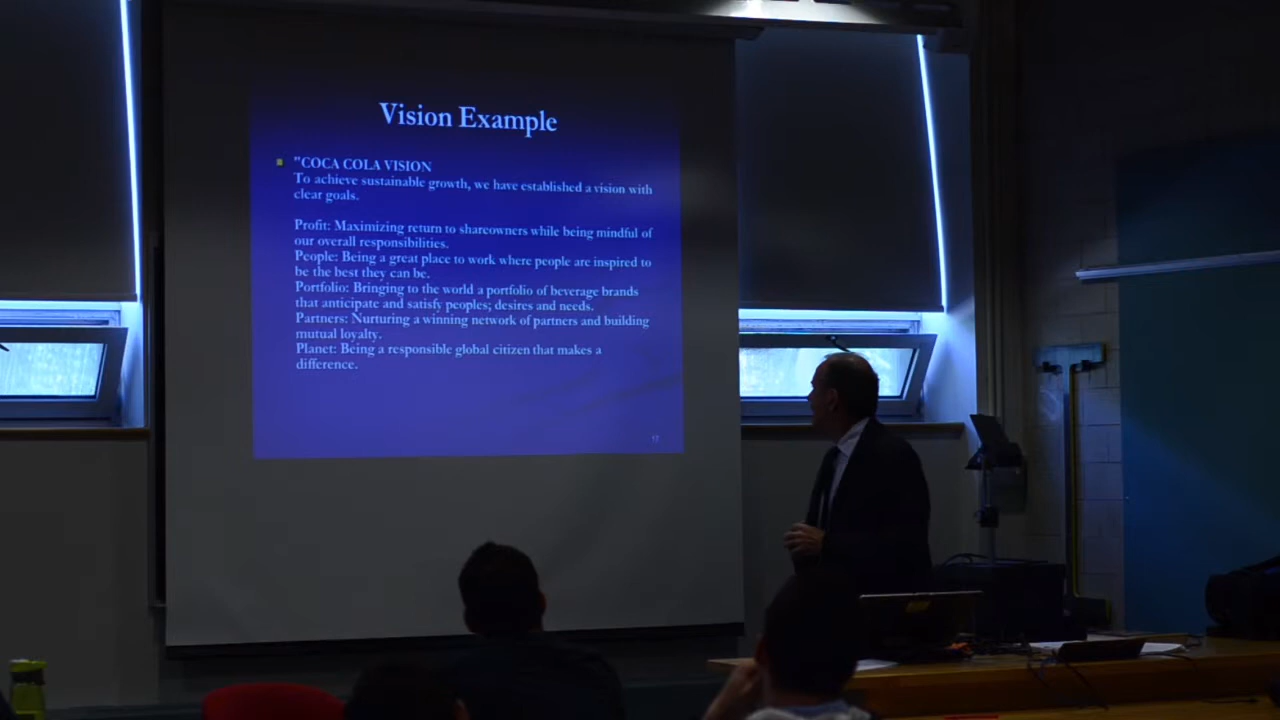 Vision Example
"COCA COLA VISION
To achieve sustainable growth, we have established a vision with
clear goals.
Profit: Maximizing return to shareowners while being mindful of
our overall responsibilities.
People: Being a great place to work where people are inspired to
be the best they can be.
Portfolio: Bringing to the world a portfolio of beverage brands
that anticipate and satisfy peoples; desires and needs.
Partners: Nurturing a winning network of partners and building
mutual loyalty.
Planet: Being a responsible global citizen that makes a
difference.